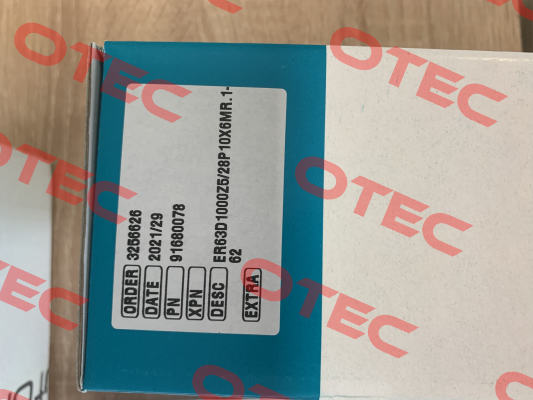 ORDER 3256626
DATE 2021/29
PN 91680078
XPN
DESC ER63D1000Z5/28P10X6MR.1-
62
EXTRA
OTEC
OTEC
OTEC
OTEC
OTEC
OTEC
OTEC